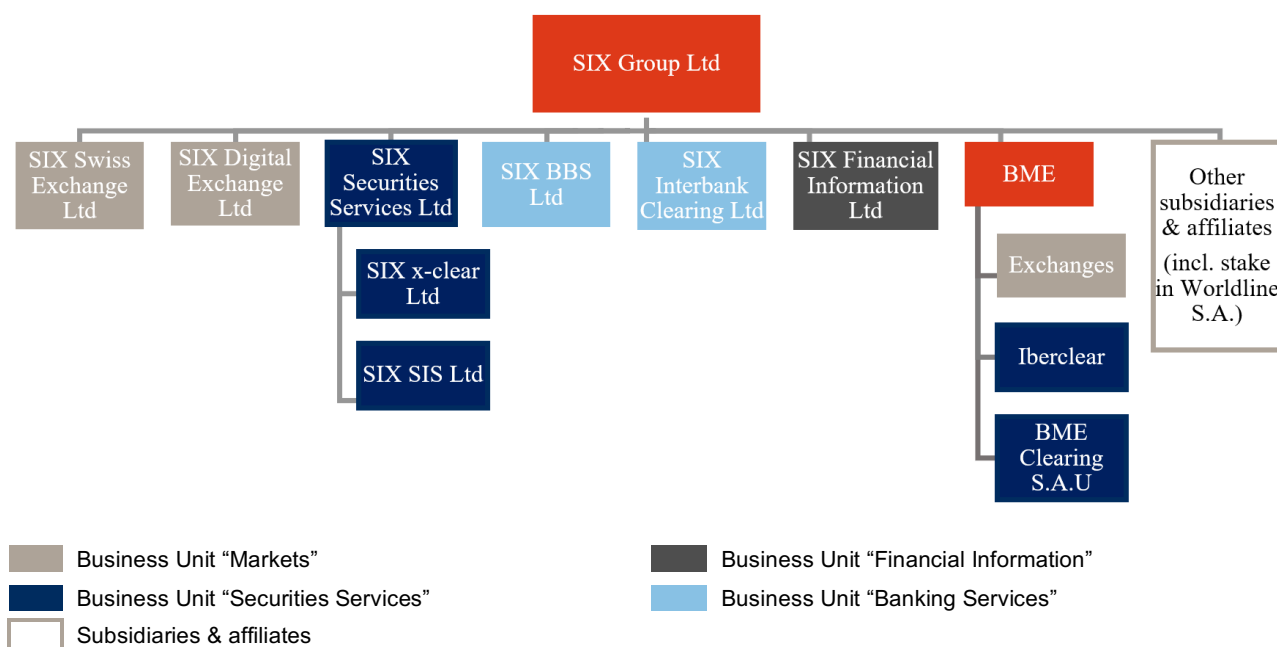 SIX Group Ltd
SIX Swiss
Exchange
Ltd
SIX Digital
Exchange
Ltd
SIX
Securities
Services Ltd
SIX BBS
Ltd
SIX
Interbank
Clearing Ltd
SIX Financial
Information
Ltd
BME
Other
subsidiaries
& affiliates
(incl. stake
in Worldline
S.A.)
SIX x-clear
Ltd
SIX SIS Ltd
Exchanges
Iberclear
BME
Clearing
S.A.U
Business Unit “Markets”
Business Unit “Securities Services”
Subsidiaries & affiliates
Business Unit “Financial Information”
Business Unit “Banking Services”